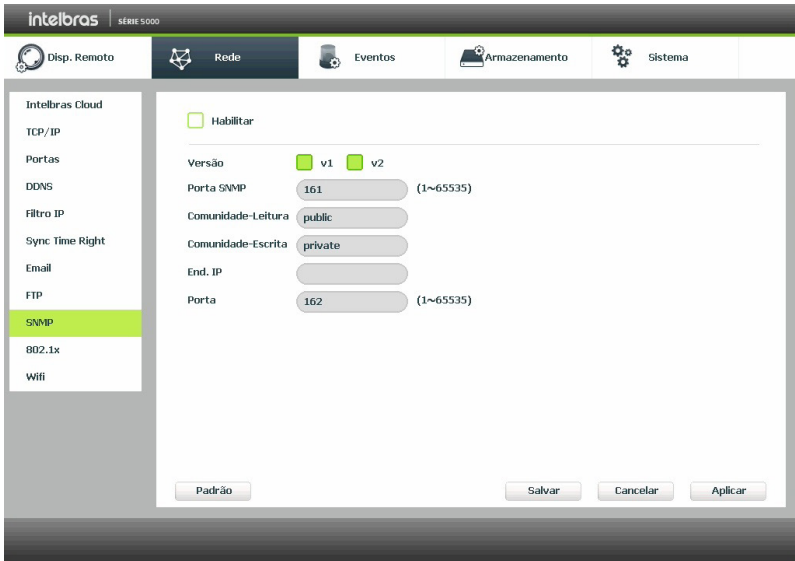 intelbras SÉRIE 5000
Disp. Remoto Rede Eventos Armazenamento Sistema
Intelbras Cloud
TCP/IP
Portas
DDNS
Filtro IP
Sync Time Right
Email
FTP
SNMP
802.1x
Wifi
Habilitar
Versão v1 v2
Porta SNMP 161 (1~65535)
Comunidade-Leitura public
Comunidade-Escrita private
End. IP
Porta 162 (1~65535)
Padrão Salvar Cancelar Aplicar